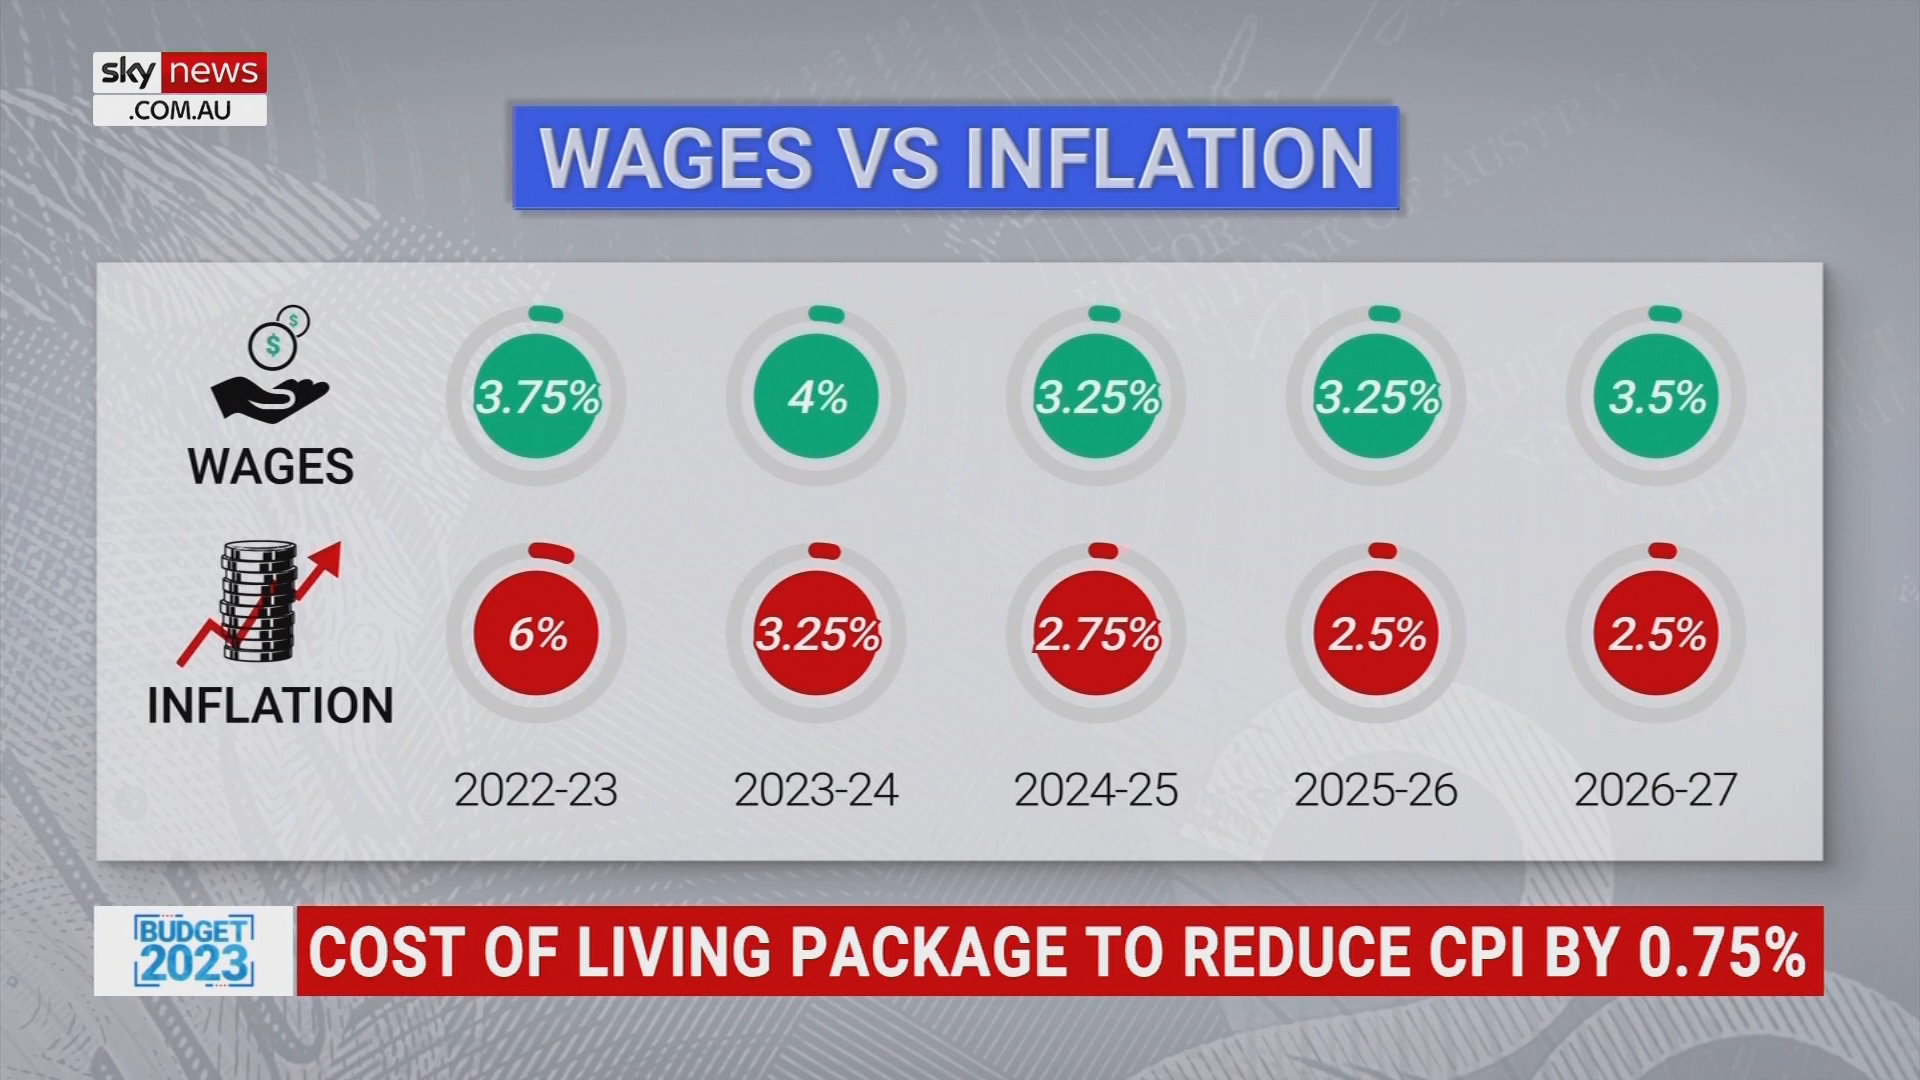 sky news
.COM.AU
WAGES VS INFLATION
$
$
3.75% 4% 3.25% 3.25% 3.5%
WAGES
6% 3.25% 2.75% 2.5% 2.5%
INFLATION
2022-23 2023-24 2024-25 2025-26 2026-27
BUDGET
2023
COST OF LIVING PACKAGE TO REDUCE CPI BY 0.75%